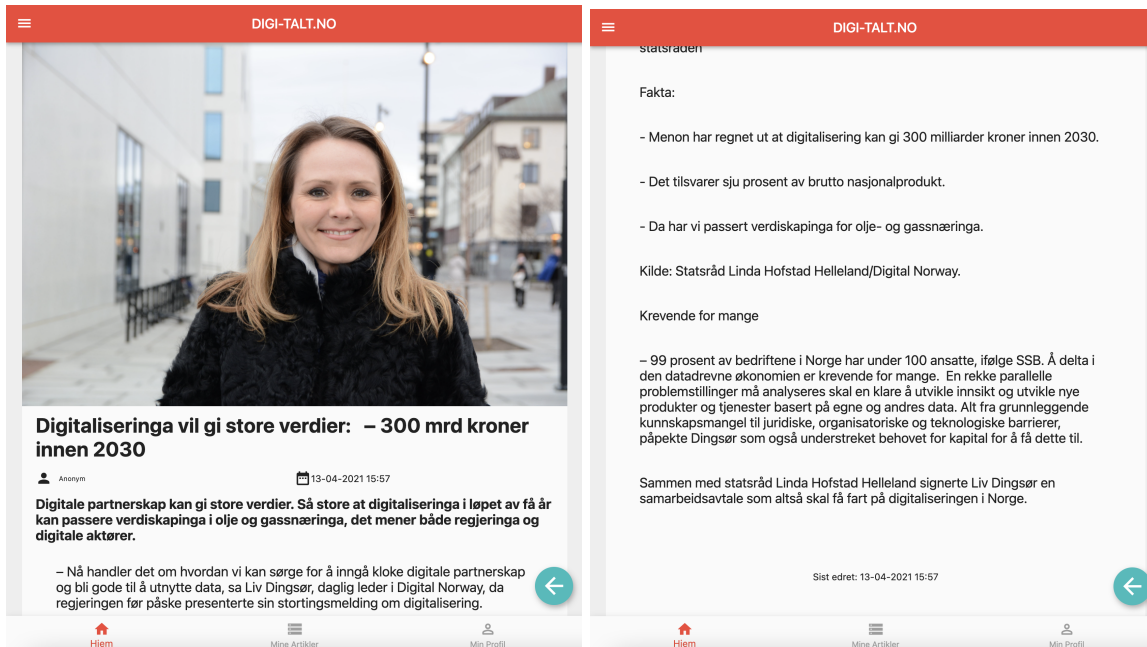 DIGI-TALT.NO
Digitaliseringa vil gi store verdier: – 300 mrd kroner
innen 2030
Anonym
13-04-2021 15:57
Digitale partnerskap kan gi store verdier. Så store at digitaliseringa i løpet av få år
kan passere verdiskapinga i olje og gassnæringa, det mener både regjeringa og
digitale aktører.
– Nå handler det om hvordan vi kan sørge for å inngå kloke digitale partnerskap
og bli gode til å utnytte data, sa Liv Dingsør, daglig leder i Digital Norway, da
regjeringen før påske presenterte sin stortingsmelding om digitalisering.
Hjem
Mine Artikler
Min Profil
DIGI-TALT.NO
statsråden
Fakta:
- Menon har regnet ut at digitalisering kan gi 300 milliarder kroner innen 2030.
- Det tilsvarer sju prosent av brutto nasjonalprodukt.
- Da har vi passert verdiskapinga for olje- og gassnæringa.
Kilde: Statsråd Linda Hofstad Helleland/Digital Norway.
Krevende for mange
– 99 prosent av bedriftene i Norge har under 100 ansatte, ifølge SSB. Å delta i
den datadrevne økonomien er krevende for mange. En rekke parallelle
problemstillinger må analyseres skal en klare å utvikle innsikt og utvikle nye
produkter og tjenester basert på egne og andres data. Alt fra grunnleggende
kunnskapsmangel til juridiske, organisatoriske og teknologiske barrierer,
påpekte Dingsør som også understreket behovet for kapital for å få dette til.
Sammen med statsråd Linda Hofstad Helleland signerte Liv Dingsør en
samarbeidsavtale som altså skal få fart på digitaliseringen i Norge.
Sist edret: 13-04-2021 15:57
Hjem
Mine Artikler
Min Profil